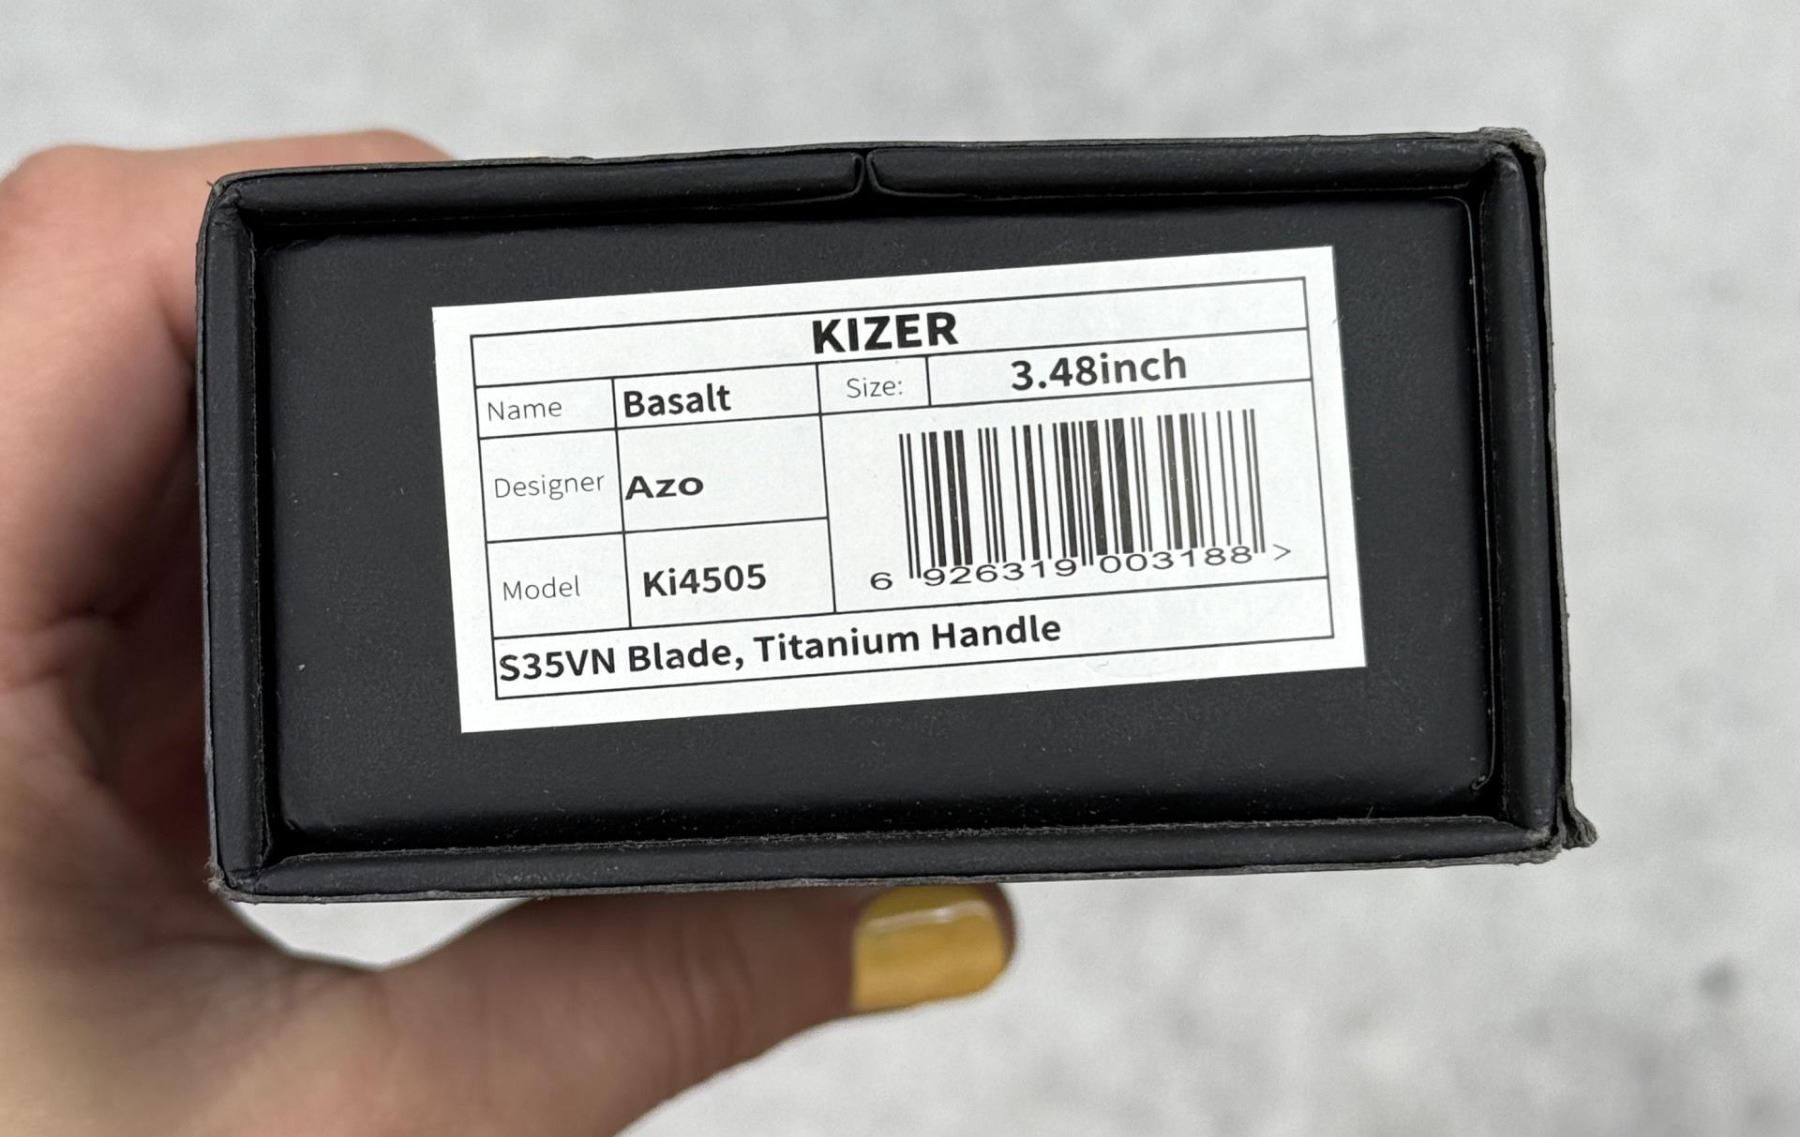 KIZER
Name Basalt Size: 3.48inch
Designer Azo
Model Ki4505
6 926319 003188 >
S35VN Blade, Titanium Handle